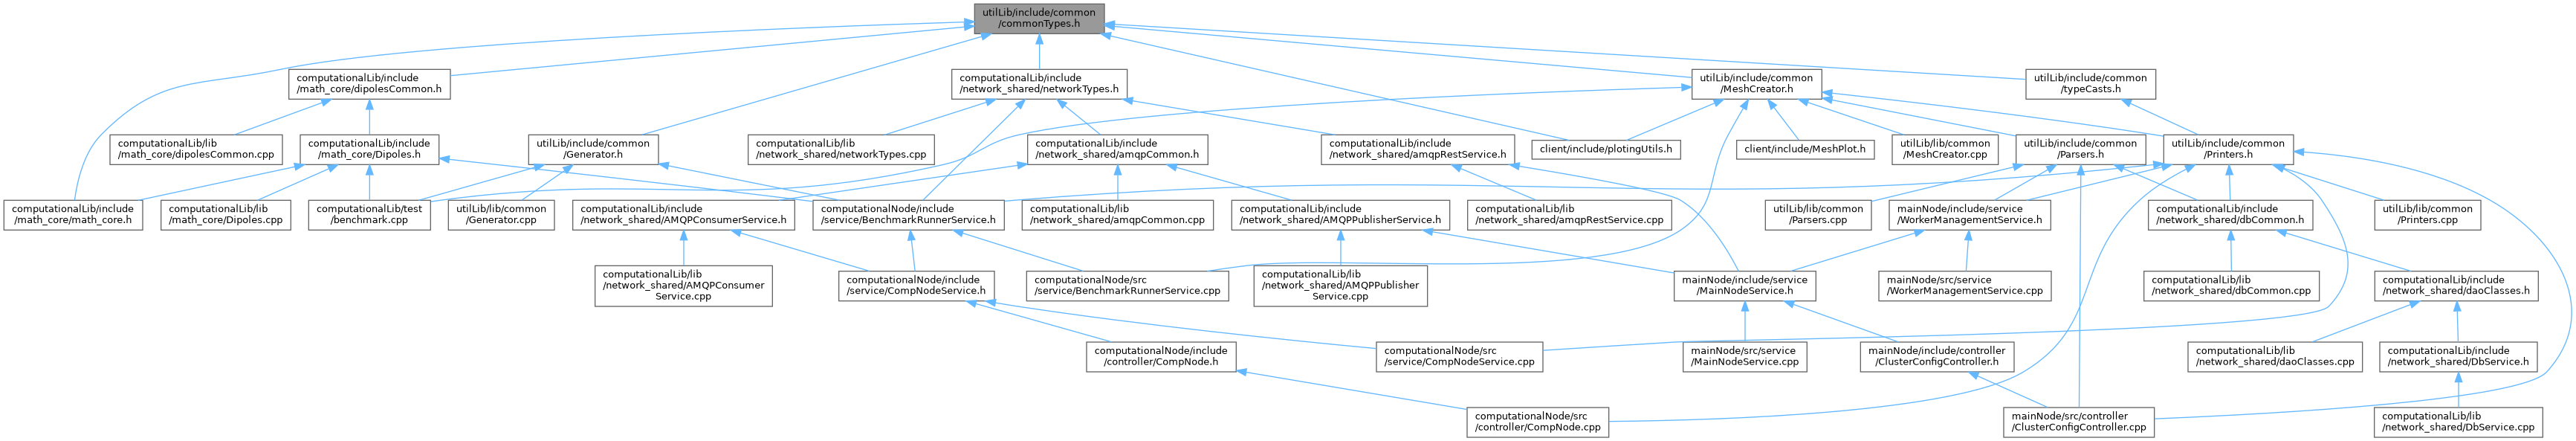 utilLib/include/common
/commonTypes.h
computationalLib/include
/math_core/dipolesCommon.h
computationalLib/include
/network_shared/networkTypes.h
utilLib/include/common
/MeshCreator.h
utilLib/include/common
/typeCasts.h
computationalLib/lib
/math_core/dipolesCommon.cpp
computationalLib/include
/math_core/Dipoles.h
utilLib/include/common
/Generator.h
computationalLib/lib
/network_shared/networkTypes.cpp
computationalLib/include
/network_shared/amqpCommon.h
computationalLib/include
/network_shared/amqpRestService.h
client/include/plotingUtils.h
client/include/MeshPlot.h
utilLib/lib/common
/MeshCreator.cpp
utilLib/include/common
/Parsers.h
utilLib/include/common
/Printers.h
computationalLib/include
/math_core/math_core.h
computationalLib/lib
/math_core/Dipoles.cpp
computationalLib/test
/benchmark.cpp
utilLib/lib/common
/Generator.cpp
computationalLib/include
/network_shared/AMQPConsumerService.h
computationalNode/include
/service/BenchmarkRunnerService.h
computationalLib/lib
/network_shared/amqpCommon.cpp
computationalLib/include
/network_shared/AMQPPublisherService.h
computationalLib/lib
/network_shared/amqpRestService.cpp
utilLib/lib/common
/Parsers.cpp
mainNode/include/service
/WorkerManagementService.h
computationalLib/include
/network_shared/dbCommon.h
utilLib/lib/common
/Printers.cpp
computationalLib/lib
/network_shared/AMQPConsumer
Service.cpp
computationalNode/include
/service/CompNodeService.h
computationalNode/src
/service/BenchmarkRunnerService.cpp
computationalLib/lib
/network_shared/AMQPPublisher
Service.cpp
mainNode/include/service
/MainNodeService.h
mainNode/src/service
/WorkerManagementService.cpp
computationalLib/lib
/network_shared/dbCommon.cpp
computationalLib/include
/network_shared/daoClasses.h
computationalNode/include
/controller/CompNode.h
computationalNode/src
/service/CompNodeService.cpp
mainNode/src/service
/MainNodeService.cpp
mainNode/include/controller
/ClusterConfigController.h
computationalLib/lib
/network_shared/daoClasses.cpp
computationalLib/include
/network_shared/DbService.h
computationalNode/src
/controller/CompNode.cpp
mainNode/src/controller
/ClusterConfigController.cpp
computationalLib/lib
/network_shared/DbService.cpp